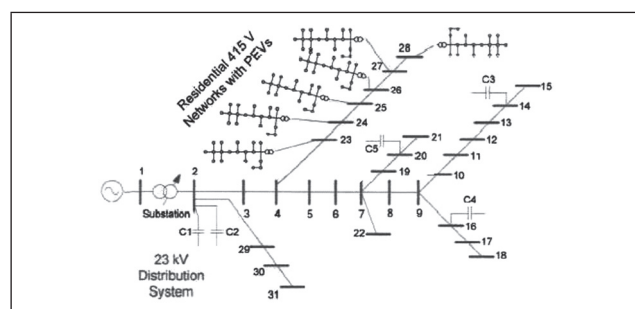 Residential 415 V
Networks with PEVs
28
27
26
25
24
23
C3
15
14
13
12
11
10
C5
21
20
19
1
2
Substation
3
4
5
6
7
8
9
C1
C2
22
C4
16
17
18
29
30
31
23 kV
Distribution
System